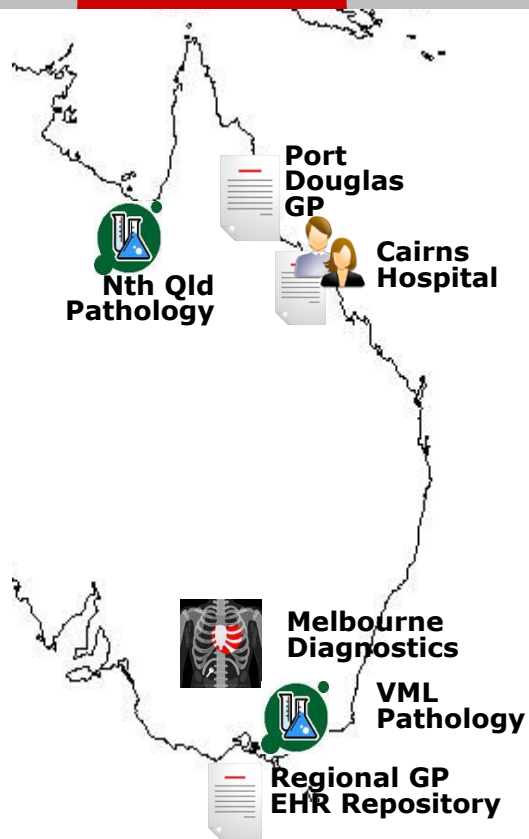 Port
Douglas
GP
Cairns
Hospital
Nth Qld
Pathology
Melbourne
Diagnostics
VML
Pathology
Regional GP
EHR Repository